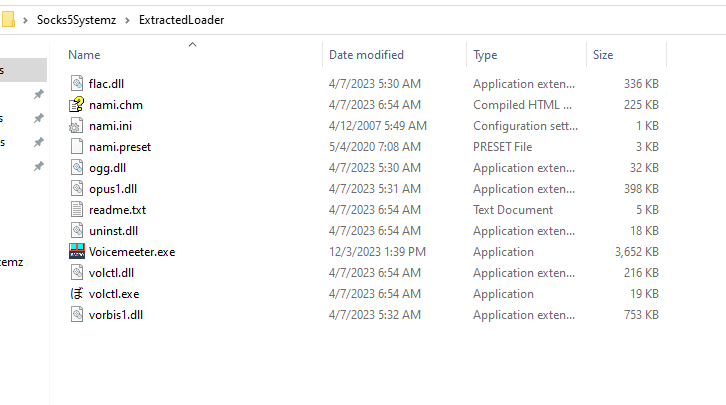 Socks5Systemz > ExtractedLoader
Name Date modified Type Size
flac.dll 4/7/2023 5:30 AM Application exten... 336 KB
nami.chm 4/7/2023 6:54 AM Compiled HTML ... 225 KB
nami.ini 4/12/2007 5:49 AM Configuration sett... 1 KB
nami.preset 5/4/2020 7:08 AM PRESET File 3 KB
ogg.dll 4/7/2023 5:30 AM Application exten... 32 KB
opus1.dll 4/7/2023 5:31 AM Application exten... 398 KB
readme.txt 4/7/2023 6:54 AM Text Document 5 KB
uninst.dll 4/7/2023 6:54 AM Application exten... 18 KB
Voicemeeter.exe 12/3/2023 1:39 PM Application 3,652 KB
temz
volctl.dll 4/7/2023 6:54 AM Application exten... 216 KB
volctl.exe 4/7/2023 6:54 AM Application 19 KB
vorbis1.dll 4/7/2023 5:32 AM Application exten... 753 KB